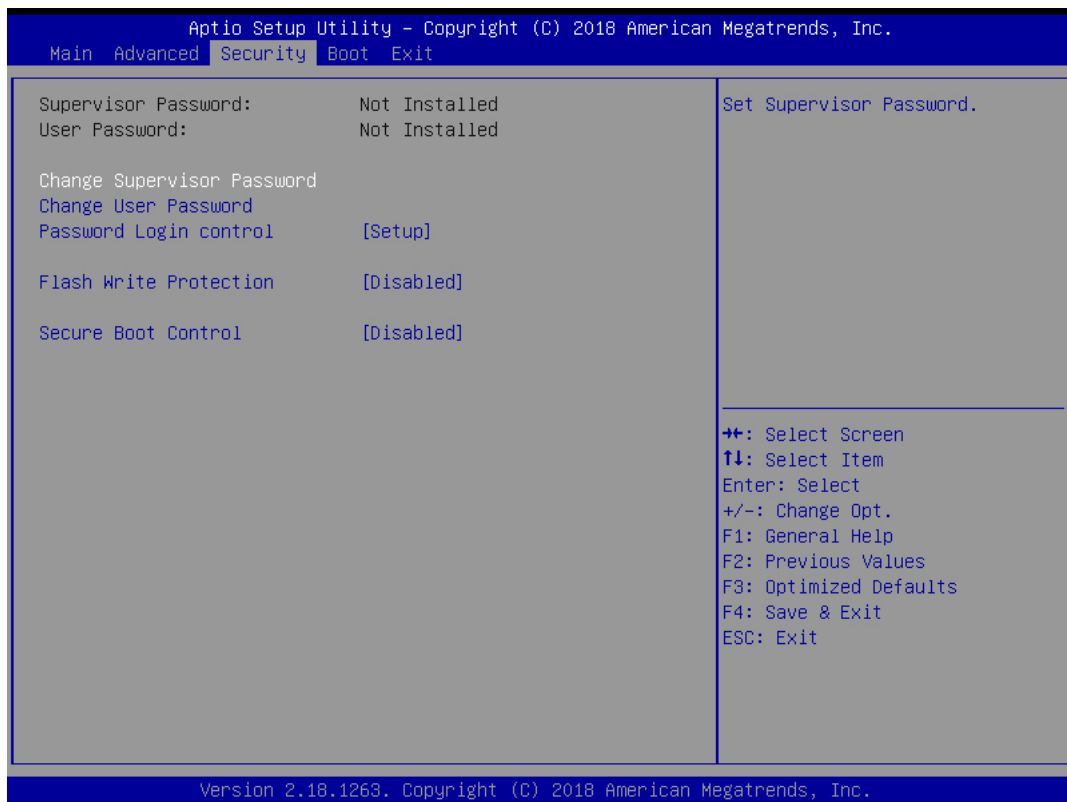 Aptio Setup Utility – Copyright (C) 2018 American Megatrends, Inc.
Main Advanced Security Boot Exit
Supervisor Password: Not Installed
User Password: Not Installed
Change Supervisor Password
Change User Password
Password Login control [Setup]
Flash Write Protection [Disabled]
Secure Boot Control [Disabled]
Set Supervisor Password.
→←: Select Screen
↑↓: Select Item
Enter: Select
+/-: Change Opt.
F1: General Help
F2: Previous Values
F3: Optimized Defaults
F4: Save & Exit
ESC: Exit
Version 2.18.1263. Copyright (C) 2018 American Megatrends, Inc.